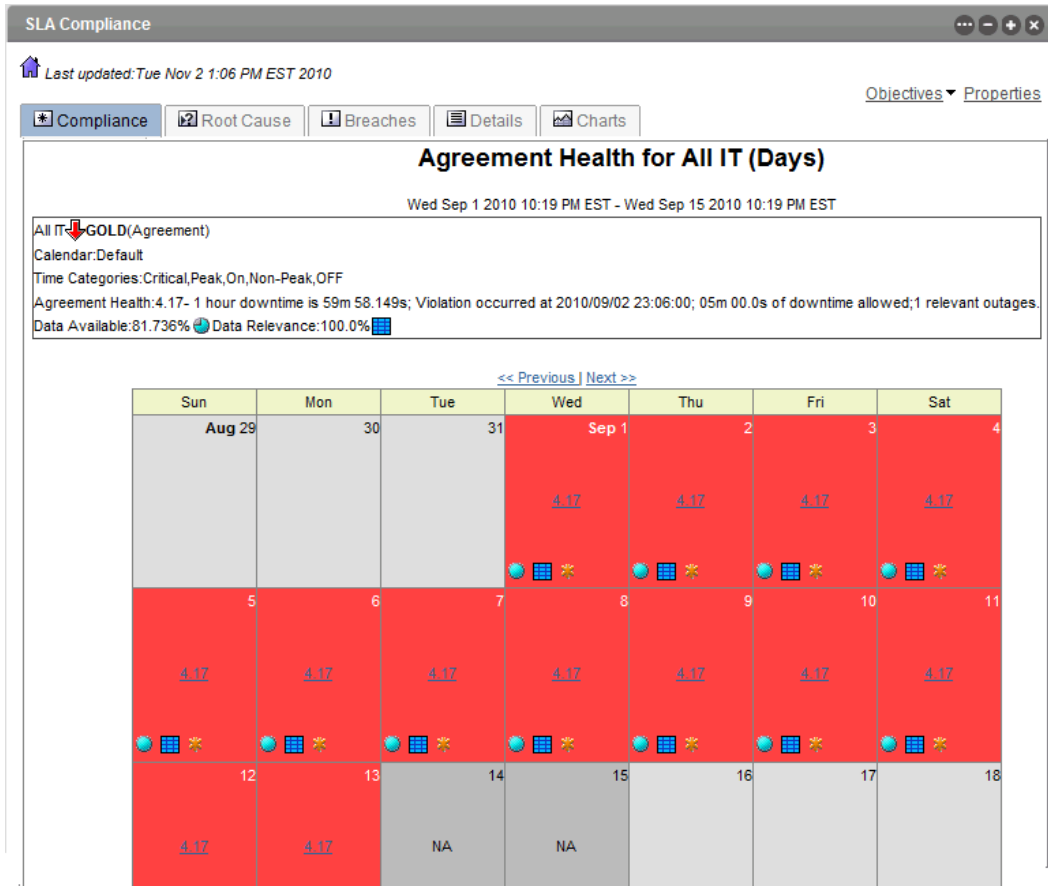 SLA Compliance
Last updated:Tue Nov 2 1:06 PM EST 2010
Objectives Properties
Compliance Root Cause Breaches Details Charts
Agreement Health for All IT (Days)
Wed Sep 1 2010 10:19 PM EST - Wed Sep 15 2010 10:19 PM EST
All IT GOLD(Agreement)
Calendar:Default
Time Categories:Critical,Peak,On,Non-Peak,OFF
Agreement Health:4.17- 1 hour downtime is 59m 58.149s; Violation occurred at 2010/09/02 23:06:00; 05m 00.0s of downtime allowed;1 relevant outages.
Data Available:81.736% Data Relevance:100.0%
<< Previous | Next >>
Sun Mon Tue Wed Thu Fri Sat
Aug 29 30 31 Sep 1 2 3 4
4.17 4.17 4.17 4.17
5 6 7 8 9 10 11
4.17 4.17 4.17 4.17 4.17 4.17 4.17
12 13 14 15 16 17 18
4.17 4.17 NA NA